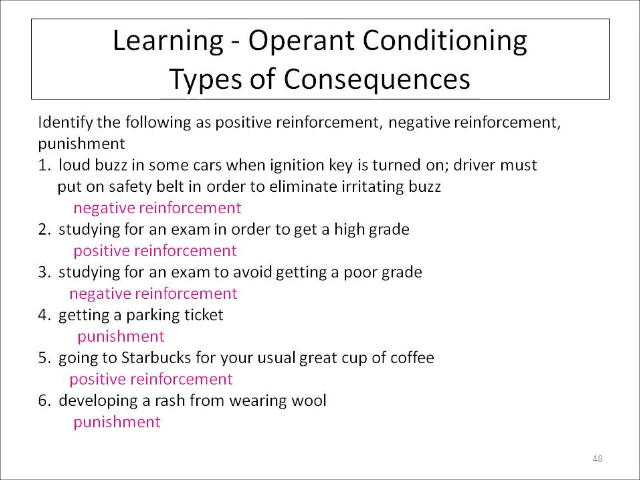 Learning - Operant Conditioning
Types of Consequences
Identify the following as positive reinforcement, negative reinforcement,
punishment
1. loud buzz in some cars when ignition key is turned on; driver must
put on safety belt in order to eliminate irritating buzz
negative reinforcement
2. studying for an exam in order to get a high grade
positive reinforcement
3. studying for an exam to avoid getting a poor grade
negative reinforcement
4. getting a parking ticket
punishment
5. going to Starbucks for your usual great cup of coffee
positive reinforcement
6. developing a rash from wearing wool
punishment
48